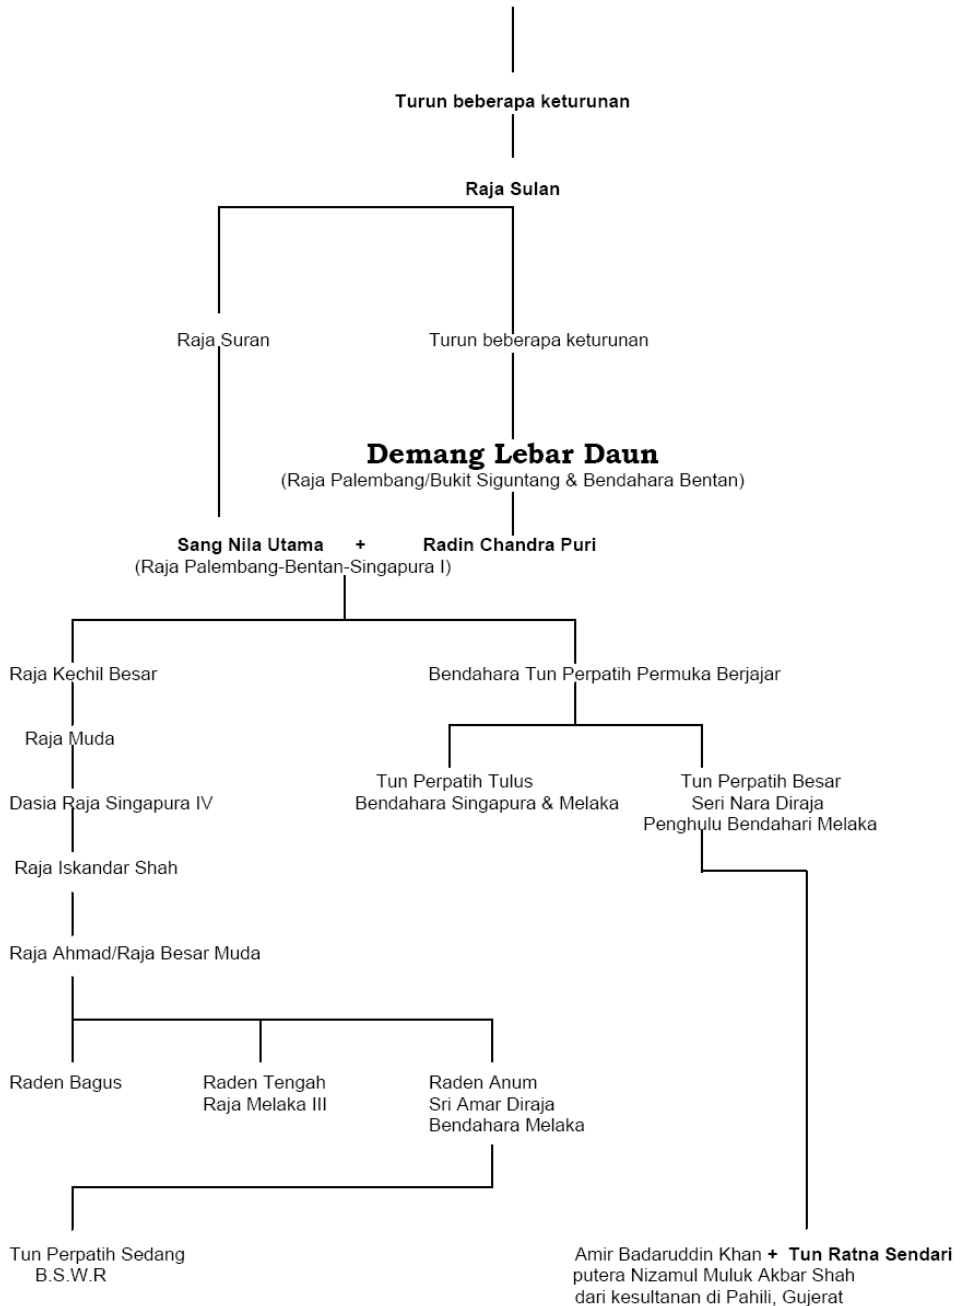 Turun beberapa keturunan
Raja Sulan
Raja Suran
Turun beberapa keturunan
Demang Lebar Daun
(Raja Palembang/Bukit Siguntang & Bendahara Bentan)
Sang Nila Utama + Radin Chandra Puri
(Raja Palembang-Bentan-Singapura I)
Raja Kechil Besar
Bendahara Tun Perpatih Permuka Berjajar
Raja Muda
Tun Perpatih Tulus
Bendahara Singapura & Melaka
Tun Perpatih Besar
Seri Nara Diraja
Penghulu Bendahari Melaka
Dasia Raja Singapura IV
Raja Iskandar Shah
Raja Ahmad/Raja Besar Muda
Raden Bagus
Raden Tengah
Raja Melaka III
Raden Anum
Sri Amar Diraja
Bendahara Melaka
Tun Perpatih Sedang
B.S.W.R
Amir Badaruddin Khan + Tun Ratna Sendari
putera Nizamul Muluk Akbar Shah
dari kesultanan di Pahili, Gujerat